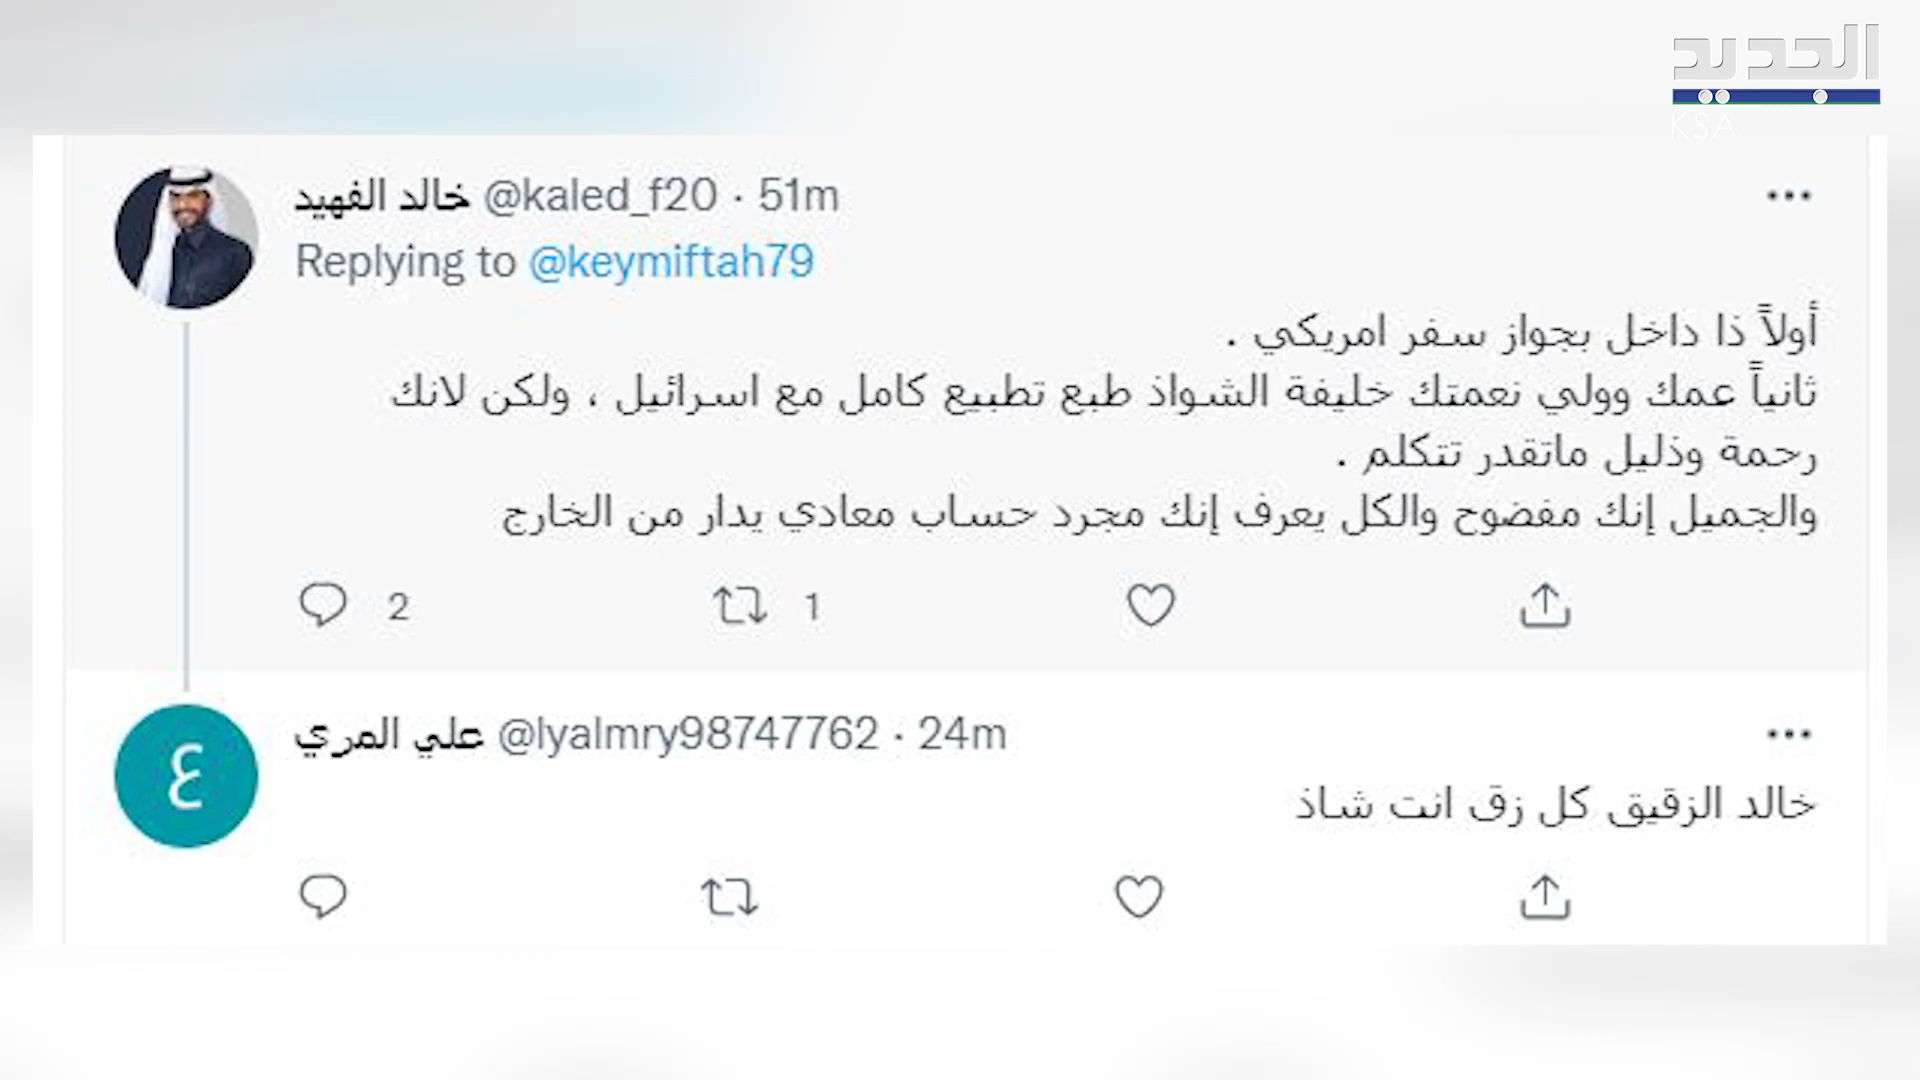 الجديد
KSA
خالد الفهيد @kaled_f20 · 51m
Replying to @keymiftah79
أولاً ذا داخل بجواز سفر امريكي .
ثانياً عمك وولي نعمتك خليفة الشواذ طبع تطبيع كامل مع اسرائيل ، ولكن لانك
رحمة وذليل ماتقدر تتكلم .
والجميل إنك مفضوح والكل يعرف إنك مجرد حساب معادي يدار من الخارج
2 1
علي المري @lyalmry98747762 · 24m
ع
خالد الزقيق كل زق انت شاذ